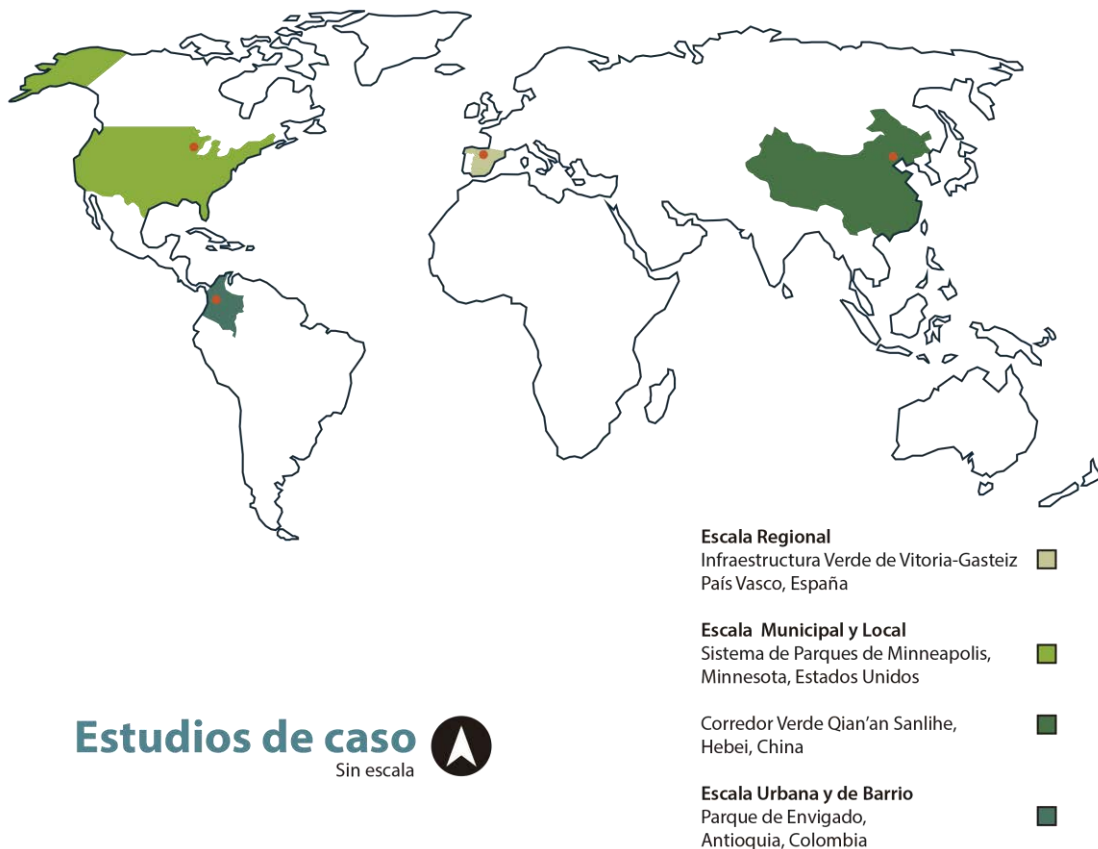 Escala Regional
Infraestructura Verde de Vitoria-Gasteiz
País Vasco, España
Escala Municipal y Local
Sistema de Parques de Minneapolis,
Minnesota, Estados Unidos
Corredor Verde Qian'an Sanlihe,
Hebei, China
Escala Urbana y de Barrio
Parque de Envigado,
Antioquia, Colombia
Estudios de caso
Sin escala